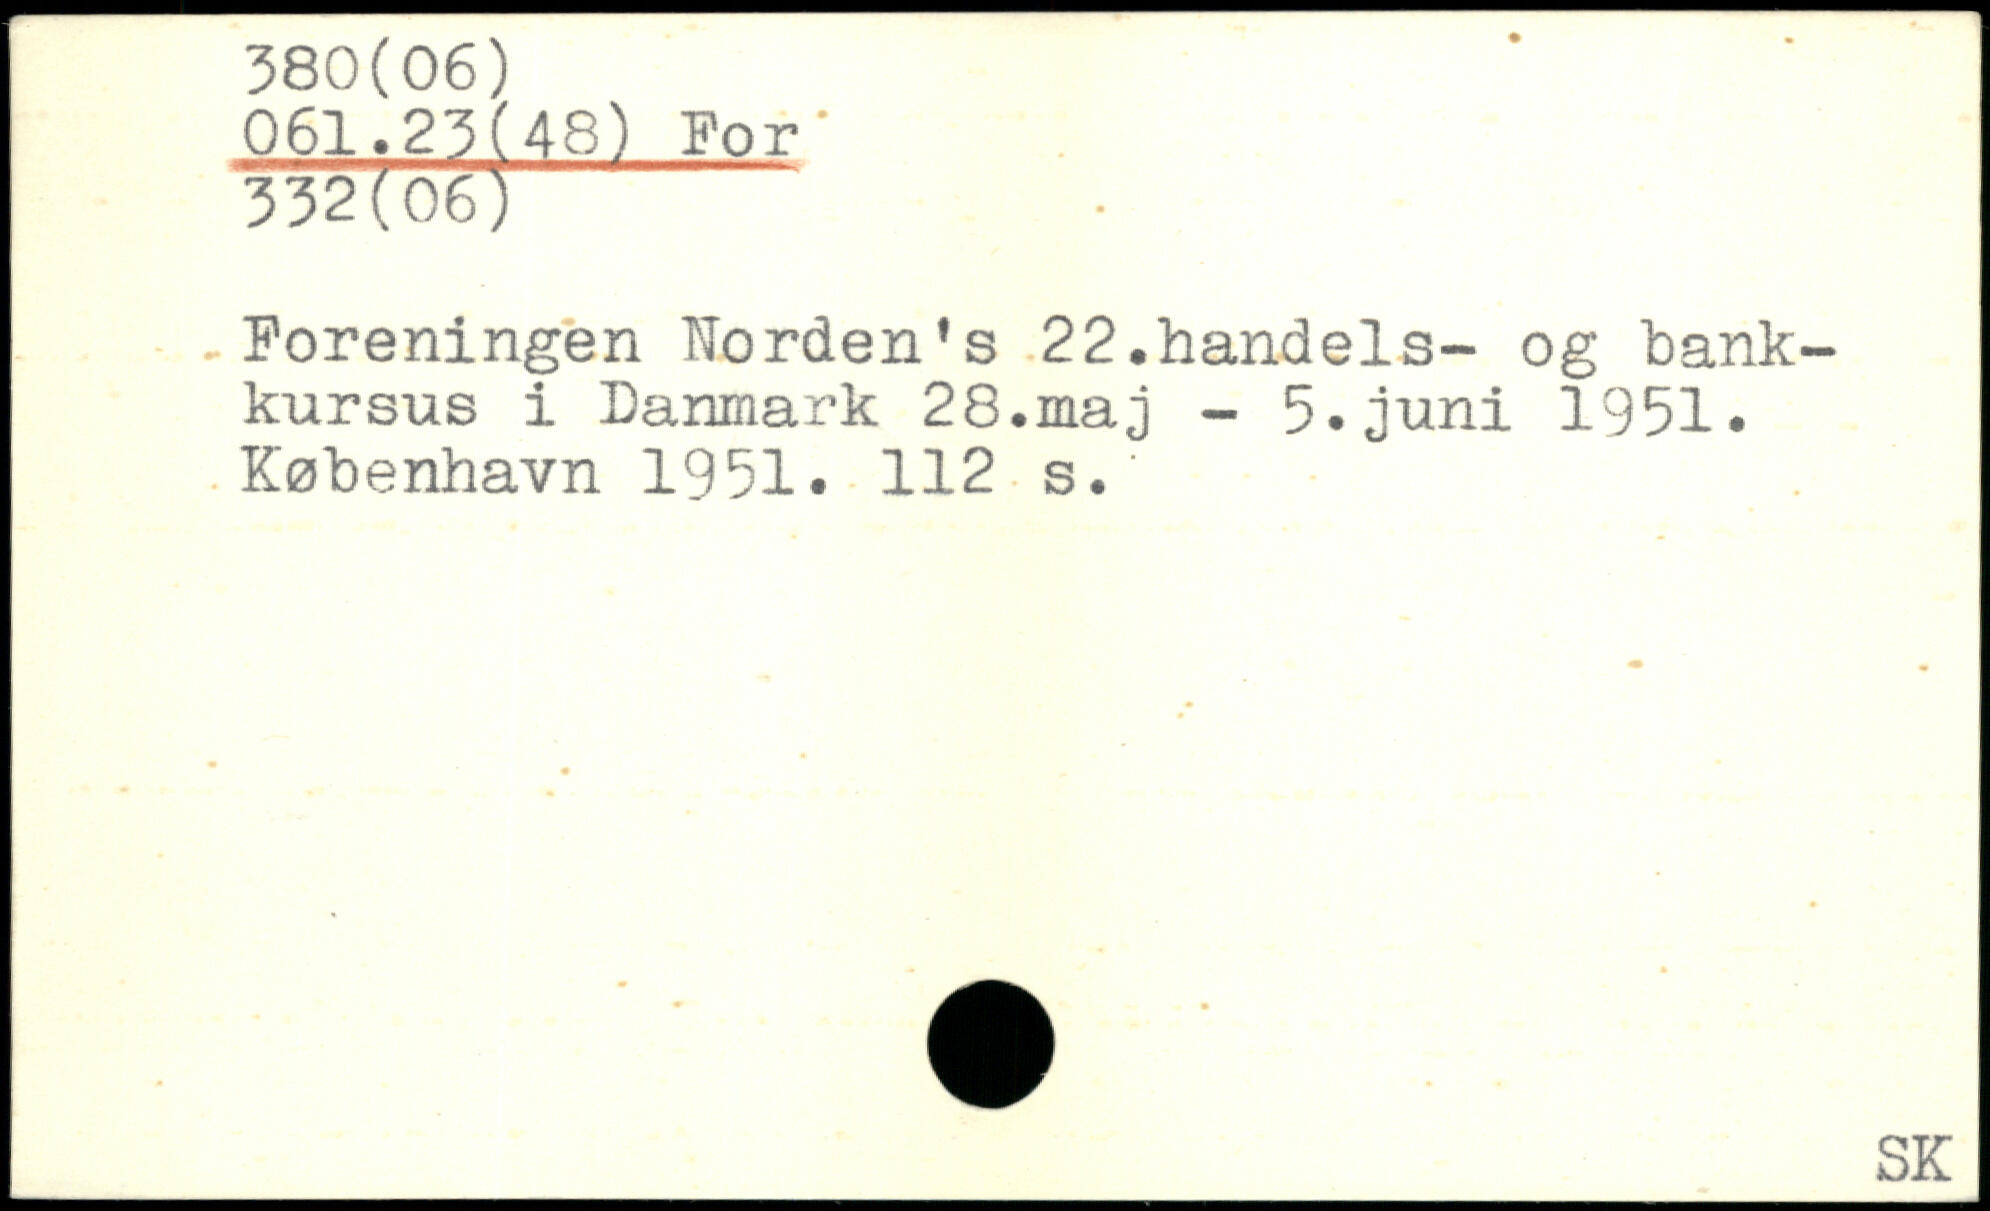 380(06)
061.23(48) For
332(06)
Foreningen Norden's 22.handels- og bank-
kursus i Danmark 28.maj - 5.juni 1951.
København 1951. 112 s.
SK